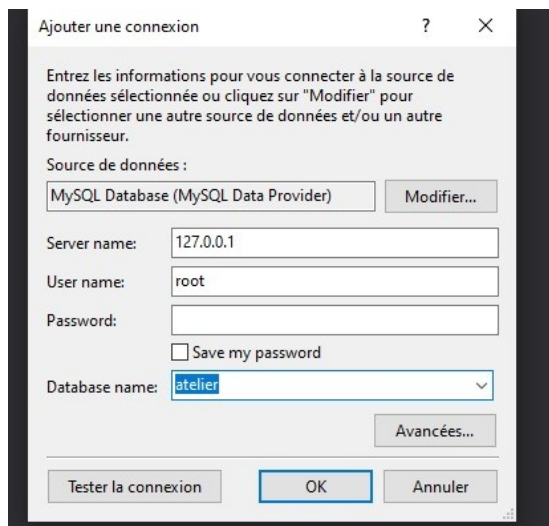 Ajouter une connexion ? ×
Entrez les informations pour vous connecter à la source de
données sélectionnée ou cliquez sur "Modifier" pour
sélectionner une autre source de données et/ou un autre
fournisseur.
Source de données :
MySQL Database (MySQL Data Provider) Modifier...
Server name: 127.0.0.1
User name: root
Password:
Save my password
Database name: atelier
Avancées...
Tester la connexion OK Annuler